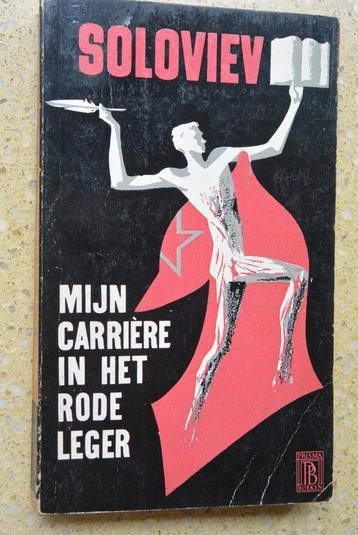 SOLOVIEV
MIJN
CARRIÈRE
IN HET
RODE
LEGER
PRISMA
PB
BOEKEN